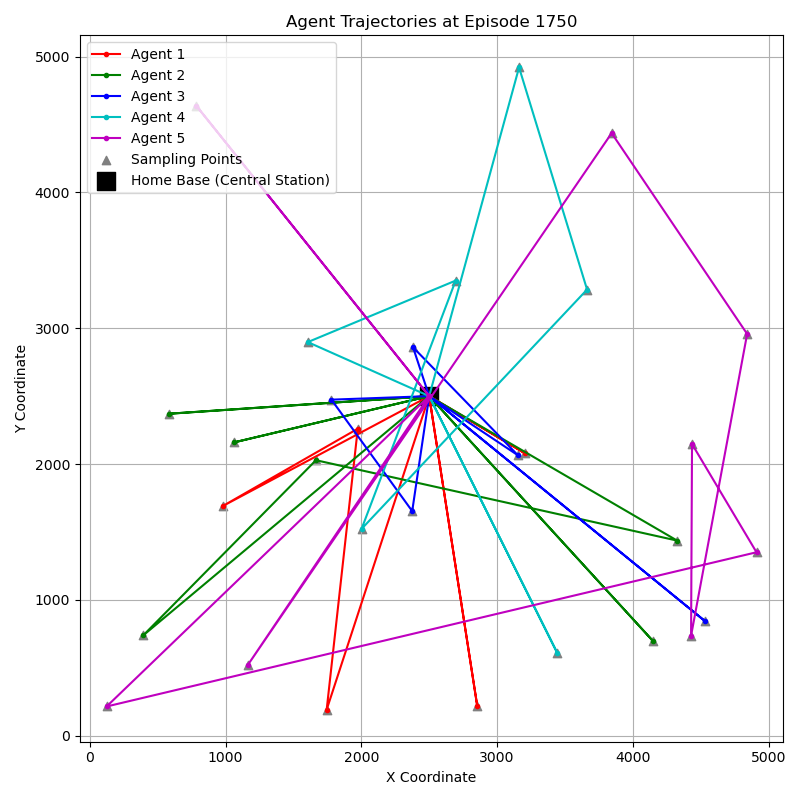 Agent Trajectories at Episode 1750
Agent 1
Agent 2
Agent 3
Agent 4
Agent 5
Sampling Points
Home Base (Central Station)
5000
4000
3000
2000
1000
0
Y Coordinate
0 1000 2000 3000 4000 5000
X Coordinate